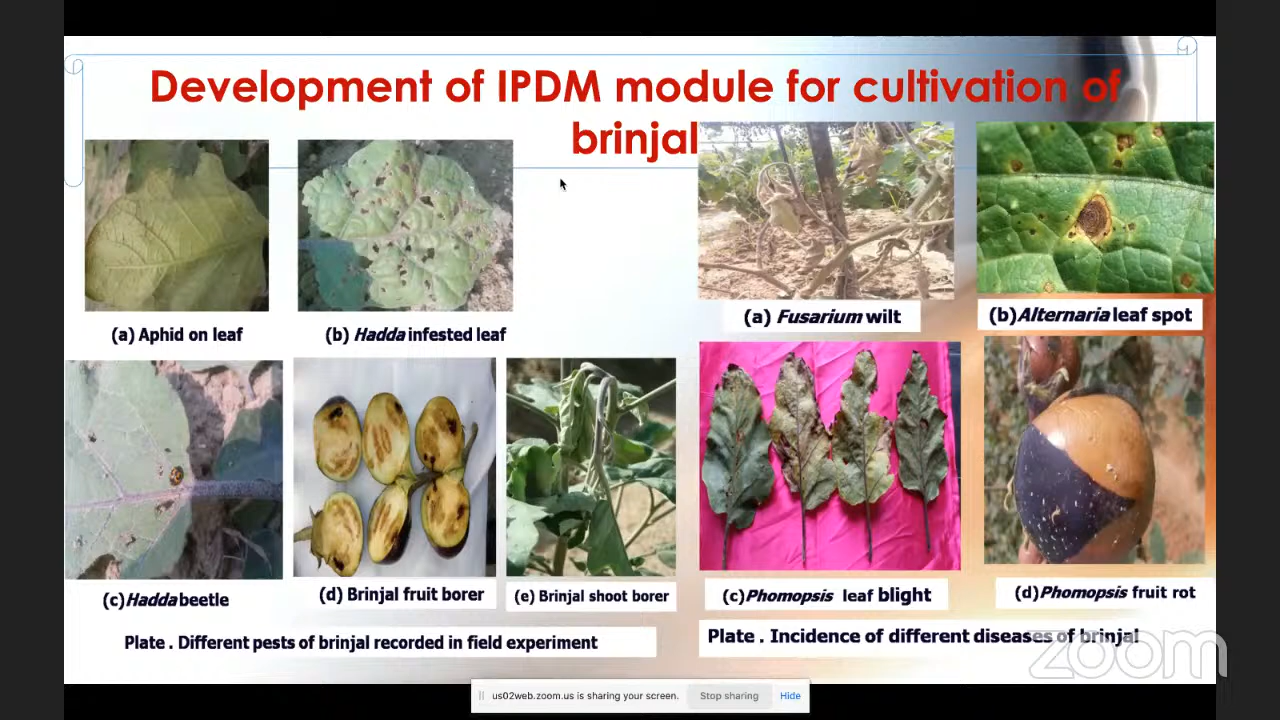 Development of IPDM module for cultivation of
brinjal
(a) Aphid on leaf
(b) Hadda infested leaf
(c)Hadda beetle
(d) Brinjal fruit borer
(e) Brinjal shoot borer
Plate . Different pests of brinjal recorded in field experiment
(a) Fusarium wilt
(b)Alternaria leaf spot
(c)Phomopsis leaf blight
(d)Phomopsis fruit rot
Plate . Incidence of different diseases of brinjal
zoom
us02web.zoom.us is sharing your screen.
Stop sharing
Hide